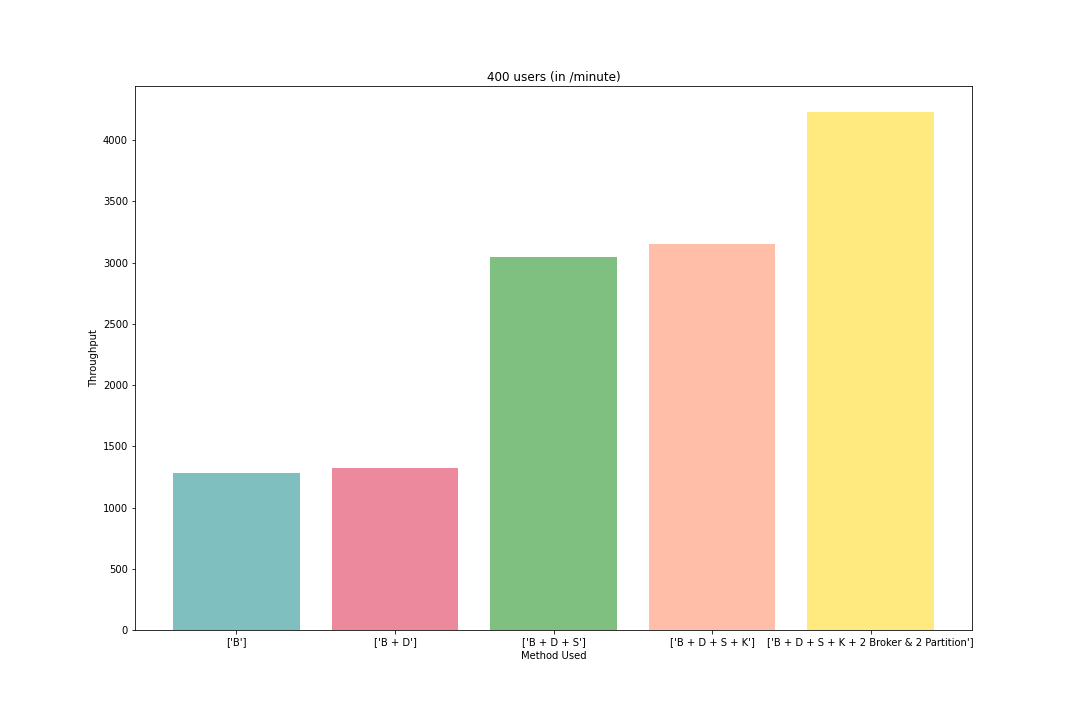 400 users (in /minute)
4000
3500
3000
2500
2000
1500
1000
500
0
Throughput
['B'] ['B + D'] ['B + D + S'] ['B + D + S + K'] ['B + D + S + K + 2 Broker & 2 Partition']
Method Used